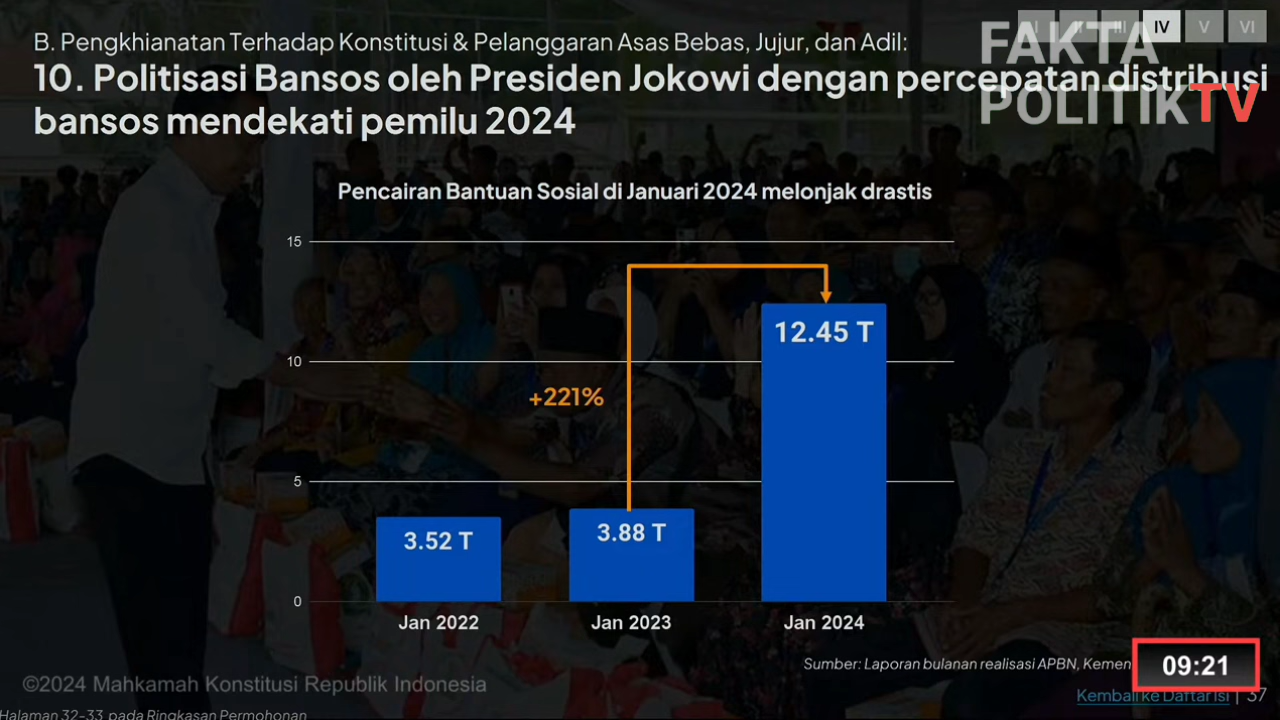 B. Pengkhianatan Terhadap Konstitusi & Pelanggaran Asas Bebas, Jujur, dan Adil:
III IV V VI
FAKTA
POLITIKTV
10. Politisasi Bansos oleh Presiden Jokowi dengan percepatan distribusi
bansos mendekati pemilu 2024
Pencairan Bantuan Sosial di Januari 2024 melonjak drastis
15
12.45 T
10
+221%
5
3.52 T
3.88 T
0
Jan 2022
Jan 2023
Jan 2024
Sumber: Laporan bulanan realisasi APBN, Kemen
09:21
©2024 Mahkamah Konstitusi Republik Indonesia
Kembali ke Daftar Isi | 37
Halaman 32-33 pada Ringkasan Permohonan